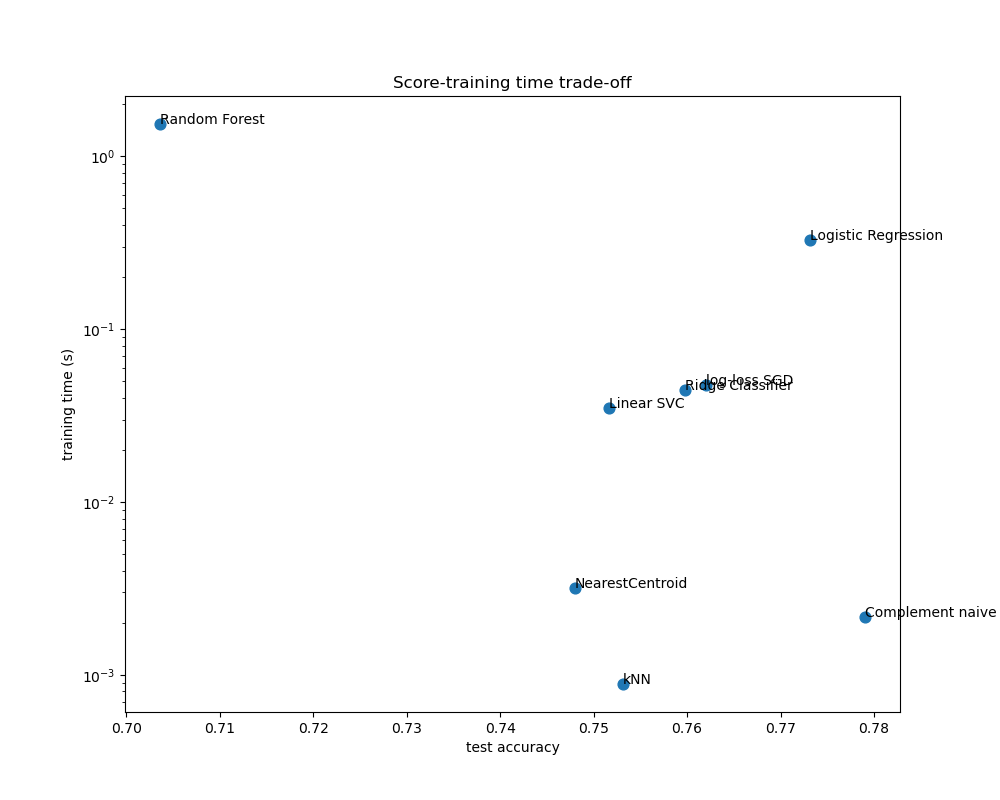 Score-training time trade-off
Random Forest
10⁰
Logistic Regression
10⁻¹
log-loss SGD
Ridge Classifier
Linear SVC
training time (s)
10⁻²
NearestCentroid
Complement naive
kNN
10⁻³
0.70 0.71 0.72 0.73 0.74 0.75 0.76 0.77 0.78
test accuracy